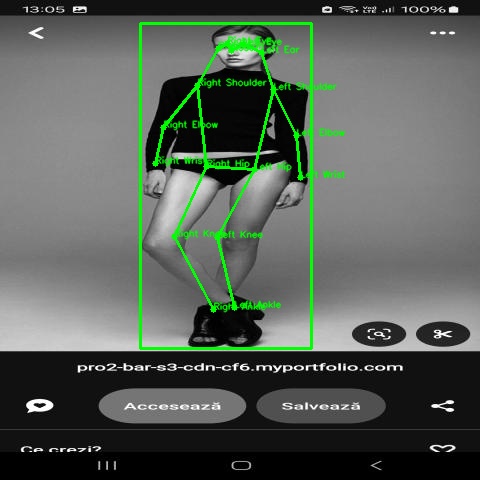 13:05 100%
Eye
Left Ear
Right Shoulder Left Shoulder
Right Elbow Left Elbow
Right Wrist Right Hip Left Hip Left Wrist
Right Knee Left Knee
Right Ankle Left Ankle
pro2-bar-s3-cdn-cf6.myportfolio.com
Accesează Salvează
Ce crezi?